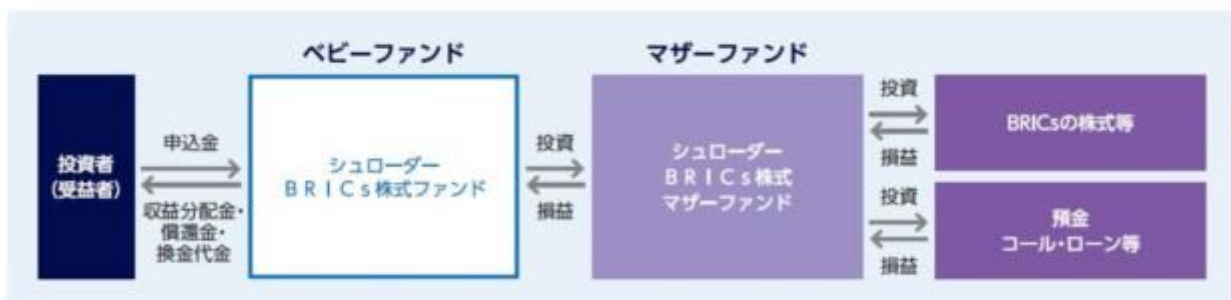 ベビーファンド
マザーファンド
投資者
(受益者)
申込金
収益分配金・
償還金・
換金代金
シュローダー
BRICs株式ファンド
投資
損益
シュローダー
BRICs株式
マザーファンド
投資
損益
BRICsの株式等
投資
損益
預金
コール・ローン等